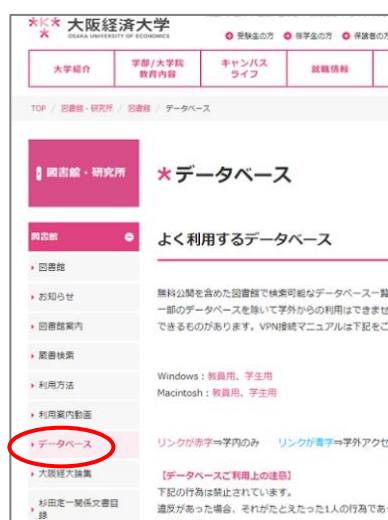 大阪経済大学
OSAKA UNIVERSITY OF ECONOMICS
受験生の方 在学生の方 保護者の方
大学紹介
学部/大学院
教育内容
キャンパス
ライフ
就職情報
TOP / 図書館・研究所 / 図書館 / データベース
図書館・研究所
データベース
図書館
よく利用するデータベース
図書館
お知らせ
図書館案内
蔵書検索
利用方法
利用案内動画
データベース
大阪経大論集
杉田定一関係文書目
録
無料公開を含めた図書館で検索可能なデータベース一覧
一部のデータベースを除いて学外からの利用はできませ
できるものがあります。VPN接続マニュアルは下記をご
Windows:教員用、学生用
Macintosh:教員用、学生用
リンクが赤字⇒学内のみ リンクが青字⇒学外アクセ
【データベースご利用上の注意】
下記の行為は禁止されています。
違反があった場合、それがたとえたった1人の行為であ